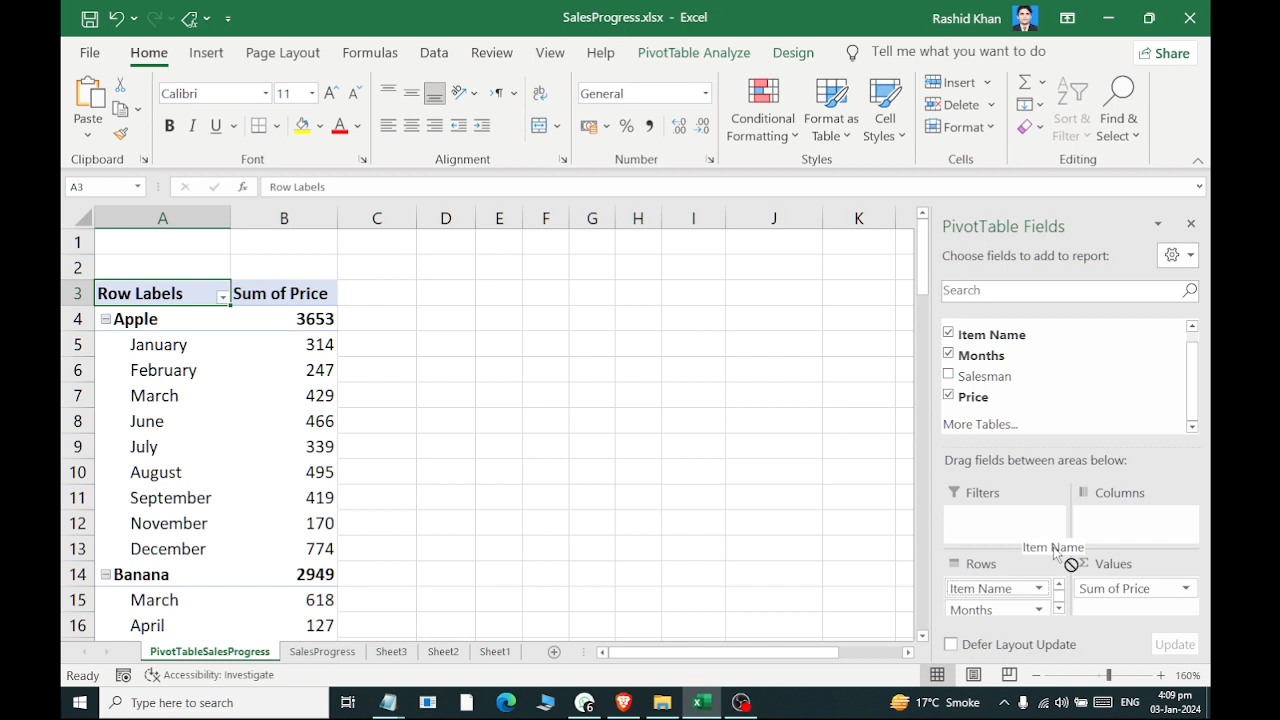 SalesProgress.xlsx - Excel
Rashid Khan
File Home Insert Page Layout Formulas Data Review View Help PivotTable Analyze Design Tell me what you want to do Share
Paste
Clipboard
Calibri 11
B I U A
Font
ab
Alignment
General
% 9
Number
Conditional Formatting
Format as Table
Cell Styles
Styles
Insert
Delete
Format
Cells
Sort & Filter
Find & Select
Editing
A3 fx Row Labels
A B C D E F G H I J K
1
2
3 Row Labels Sum of Price
4 Apple 3653
5 January 314
6 February 247
7 March 429
8 June 466
9 July 339
10 August 495
11 September 419
12 November 170
13 December 774
14 Banana 2949
15 March 618
16 April 127
PivotTable Fields
Choose fields to add to report:
Search
Item Name
Months
Salesman
Price
More Tables...
Drag fields between areas below:
Filters Columns
Item Name
Rows Σ Values
Item Name Sum of Price
Months
Defer Layout Update Update
PivotTableSalesProgress SalesProgress Sheet3 Sheet2 Sheet1
Ready Accessibility: Investigate 160%
Type here to search
17°C Smoke
ENG
4:09 pm
03-Jan-2024